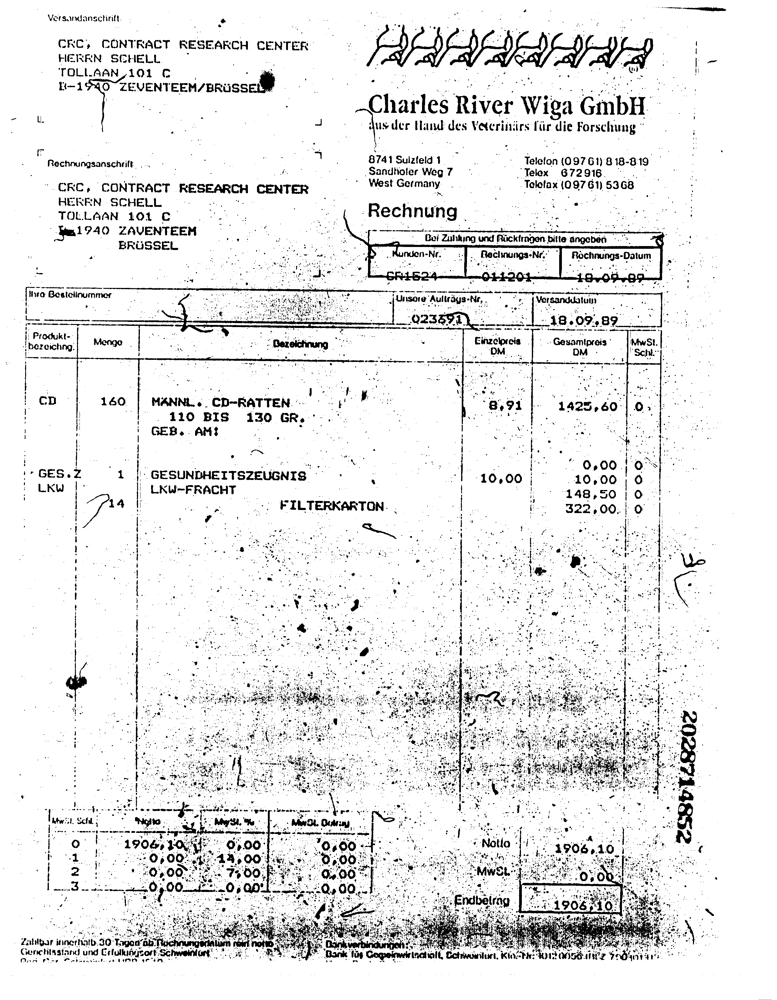 Versandanschrift
CRC, CONTRACT RESEARCH CENTER
HERRN SCHELL
TOLLAAN 101 C
B-1940 ZEVENTEEM/BRÜSSEL
Charles River Wiga GmbH
aus der Hand des Veterinärs für die Forschung
8741 Sulzfeld 1
Sandhofer Weg 7
West Germany
Telefon (09761) 818-819
Telex 672916
Telefax (09761) 5368
Rechnungsanschrift
CRC, CONTRACT RESEARCH CENTER
HERRN SCHELL
TOLLAAN 101 C
1940 ZAVENTEEM
BRÜSSEL
Rechnung
Bei Zahlung und Rückfragen bitte angeben
Kunden-Nr. Rechnungs-Nr. Rechnungs-Datum
CR1524 011201 18.09.89
Ihre Bestellnummer Unsere Auftrags-Nr. Versanddatum
023691 18.09.89
Produkt-bezeichng. Menge Bezeichnung Einzelpreis DM Gesamtpreis DM MwSt. Schl.
CD 160 MÄNNL. CD-RATTEN 8,91 1425,60 0
110 BIS 130 GR.
GEB. AM:
0,00 0
GES.Z 1 GESUNDHEITSZEUGNIS 10,00 10,00 0
LKW LKW-FRACHT 148,50 0
14 FILTERKARTON 322,00 0
2028714852
MwSt. Schl. Netto MwSt. % MwSt. Betrag
0 1906,10 0,00 0,00
1 0,00 14,00 0,00
2 0,00 7,00 0,00
3 0,00 0,00 0,00
Netto 1906,10
MwSt. 0,00
Endbetrag 1906,10
Zahlbar innerhalb 30 Tagen ab Rechnungsdatum rein netto
Gerichtsstand und Erfüllungsort Schweinfurt
Bankverbindungen:
Bank für Gemeinwirtschaft, Schweinfurt,